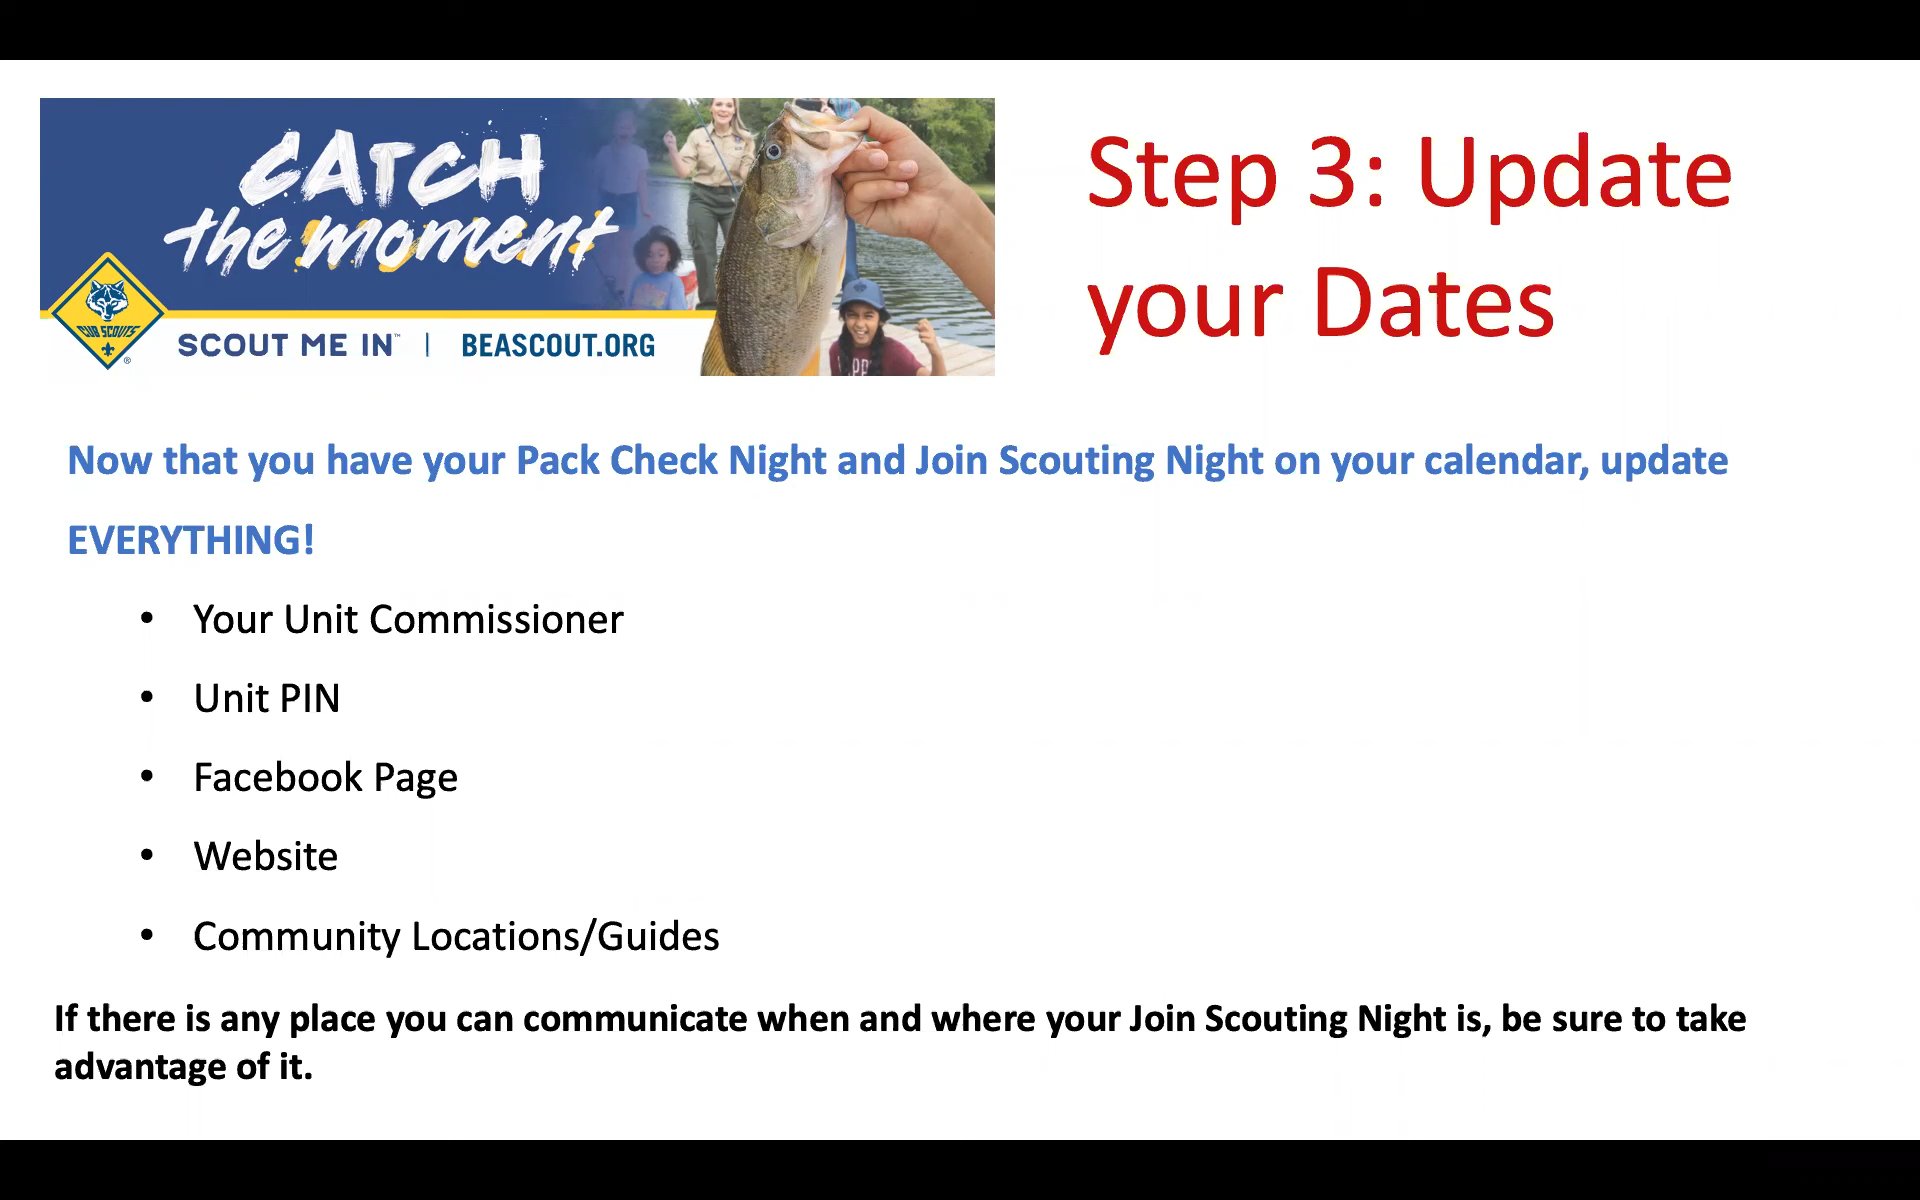 CATCH
the moment
CUB SCOUTS
®
SCOUT ME IN™ | BEASCOUT.ORG
Step 3: Update
your Dates
Now that you have your Pack Check Night and Join Scouting Night on your calendar, update
EVERYTHING!
• Your Unit Commissioner
• Unit PIN
• Facebook Page
• Website
• Community Locations/Guides
If there is any place you can communicate when and where your Join Scouting Night is, be sure to take
advantage of it.